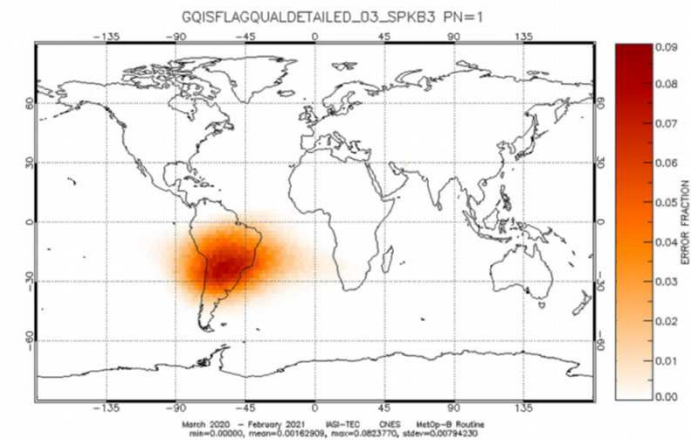 GQISFLAGQUALDETAILED_03_SPKB3 PN=1
-135 -90 -45 0 45 90 135
0.09
0.08
60 60
0.07
30 30
0.06
0.05
0 0
0.04
ERROR FRACTION
-30 -30
0.03
0.02
-60 -60
0.01
0.00
-135 -90 -45 0 45 90 135
March 2020 - February 2021 IASI-TEC CNES MetOp-B Routine
min=0.00000, mean=0.00162909, max=0.0823770, stdev=0.00794230